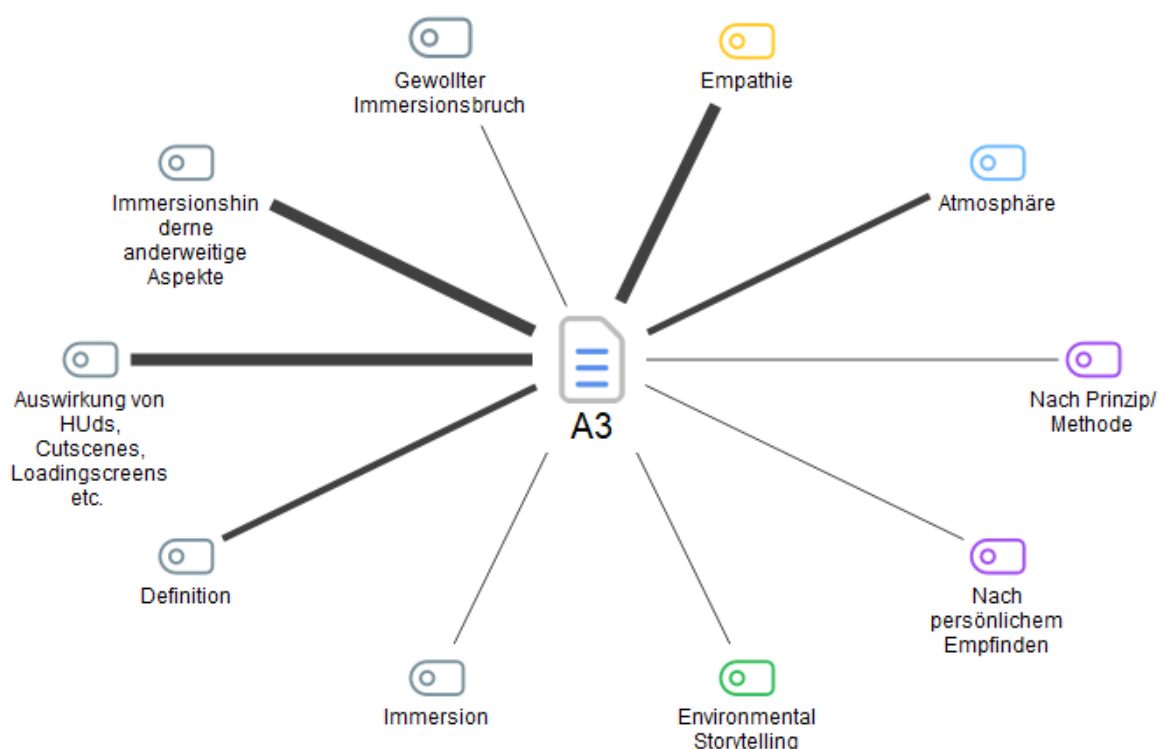 Gewollter
Immersionsbruch
Empathie
Immersionshin
derne
anderweitige
Aspekte
Atmosphäre
Auswirkung von
HUds,
Cutscenes,
Loadingscreens
etc.
A3
Nach Prinzip/
Methode
Definition
Nach
persönlichem
Empfinden
Immersion
Environmental
Storytelling